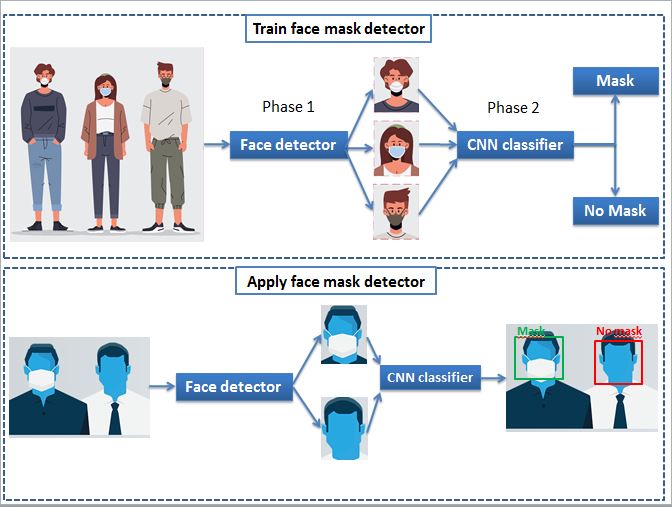 Train face mask detector
Mask
Phase 1
Phase 2
Face detector
CNN classifier
No Mask
Apply face mask detector
Mask
No mask
Face detector
CNN classifier